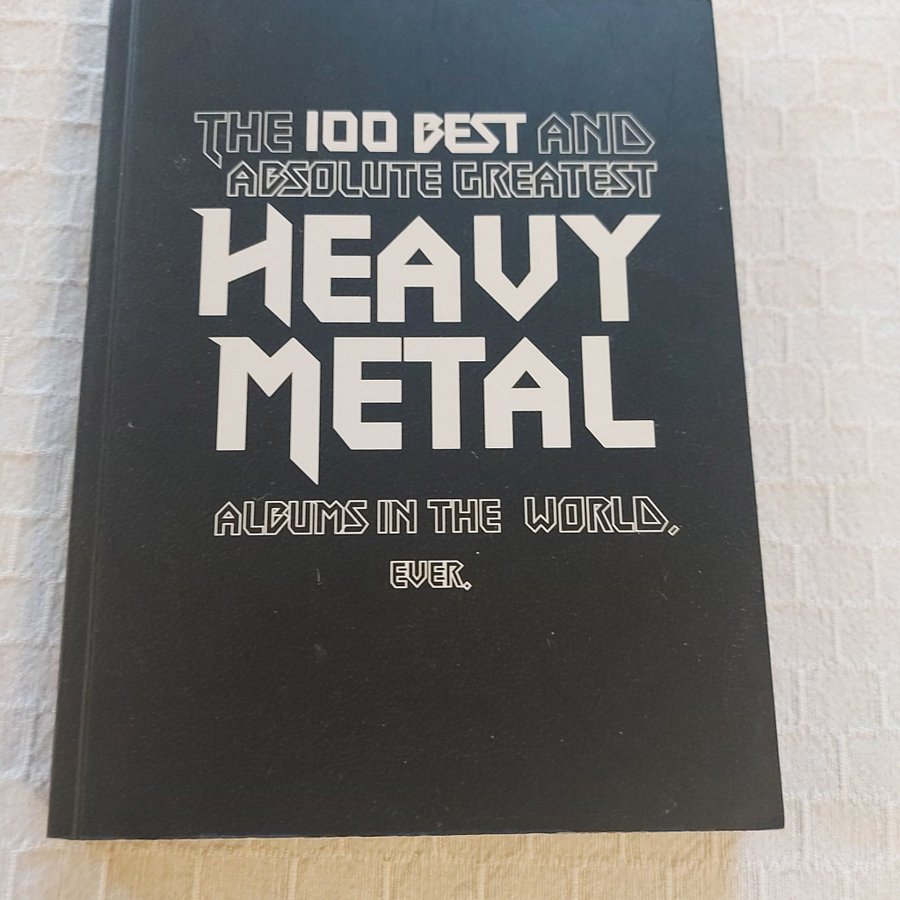 THE 100 BEST AND
ABSOLUTE GREATEST
HEAVY
METAL
ALBUMS IN THE WORLD,
EVER.